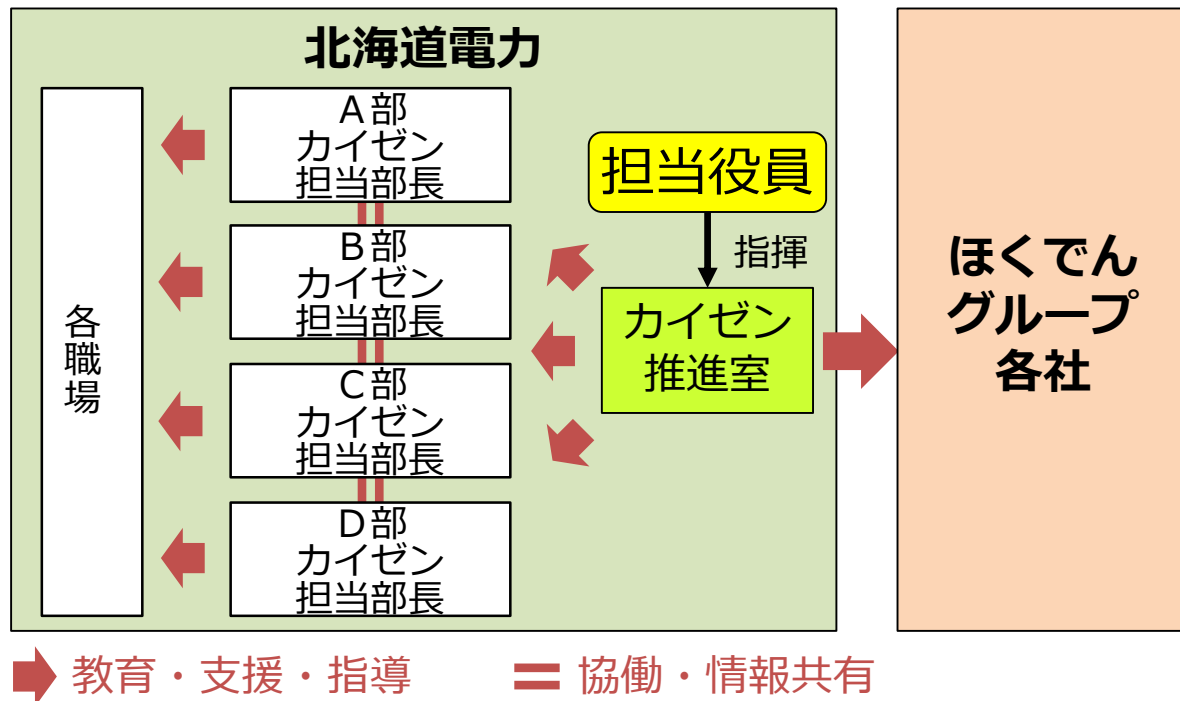 北海道電力
各職場
Ａ部
カイゼン
担当部長
Ｂ部
カイゼン
担当部長
Ｃ部
カイゼン
担当部長
Ｄ部
カイゼン
担当部長
担当役員
指揮
カイゼン
推進室
ほくでん
グループ
各社
教育・支援・指導
協働・情報共有